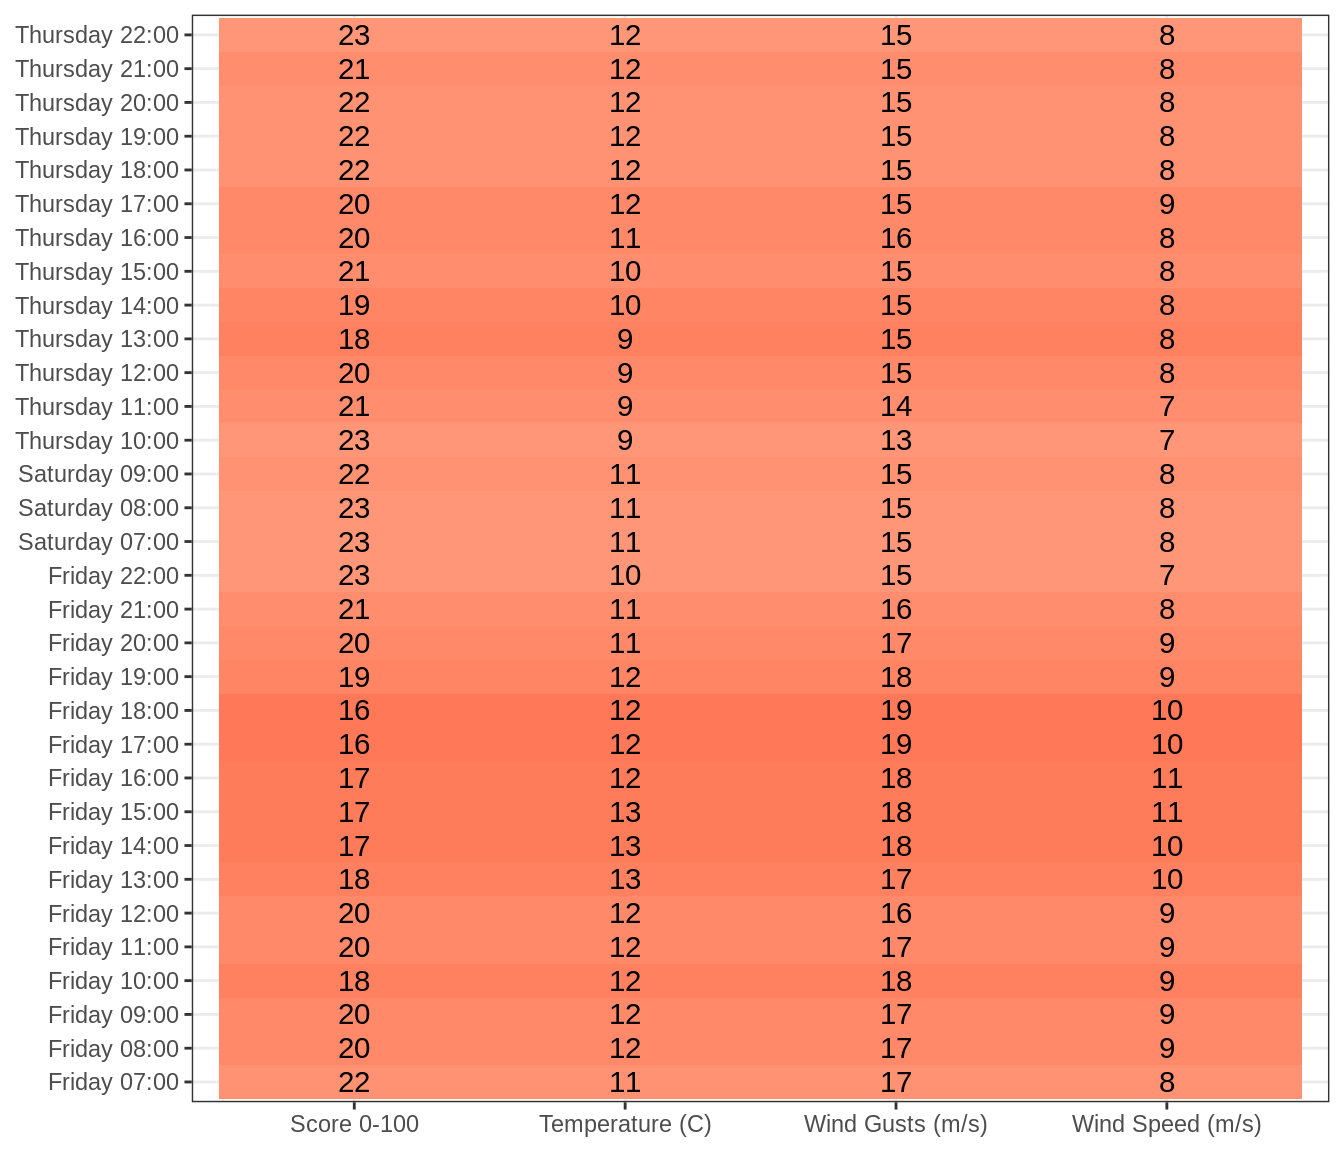 Thursday 22:00 23 12 15 8
Thursday 21:00 21 12 15 8
Thursday 20:00 22 12 15 8
Thursday 19:00 22 12 15 8
Thursday 18:00 22 12 15 8
Thursday 17:00 20 12 15 9
Thursday 16:00 20 11 16 8
Thursday 15:00 21 10 15 8
Thursday 14:00 19 10 15 8
Thursday 13:00 18 9 15 8
Thursday 12:00 20 9 15 8
Thursday 11:00 21 9 14 7
Thursday 10:00 23 9 13 7
Saturday 09:00 22 11 15 8
Saturday 08:00 23 11 15 8
Saturday 07:00 23 11 15 8
Friday 22:00 23 10 15 7
Friday 21:00 21 11 16 8
Friday 20:00 20 11 17 9
Friday 19:00 19 12 18 9
Friday 18:00 16 12 19 10
Friday 17:00 16 12 19 10
Friday 16:00 17 12 18 11
Friday 15:00 17 13 18 11
Friday 14:00 17 13 18 10
Friday 13:00 18 13 17 10
Friday 12:00 20 12 16 9
Friday 11:00 20 12 17 9
Friday 10:00 18 12 18 9
Friday 09:00 20 12 17 9
Friday 08:00 20 12 17 9
Friday 07:00 22 11 17 8
Score 0-100 Temperature (C) Wind Gusts (m/s) Wind Speed (m/s)